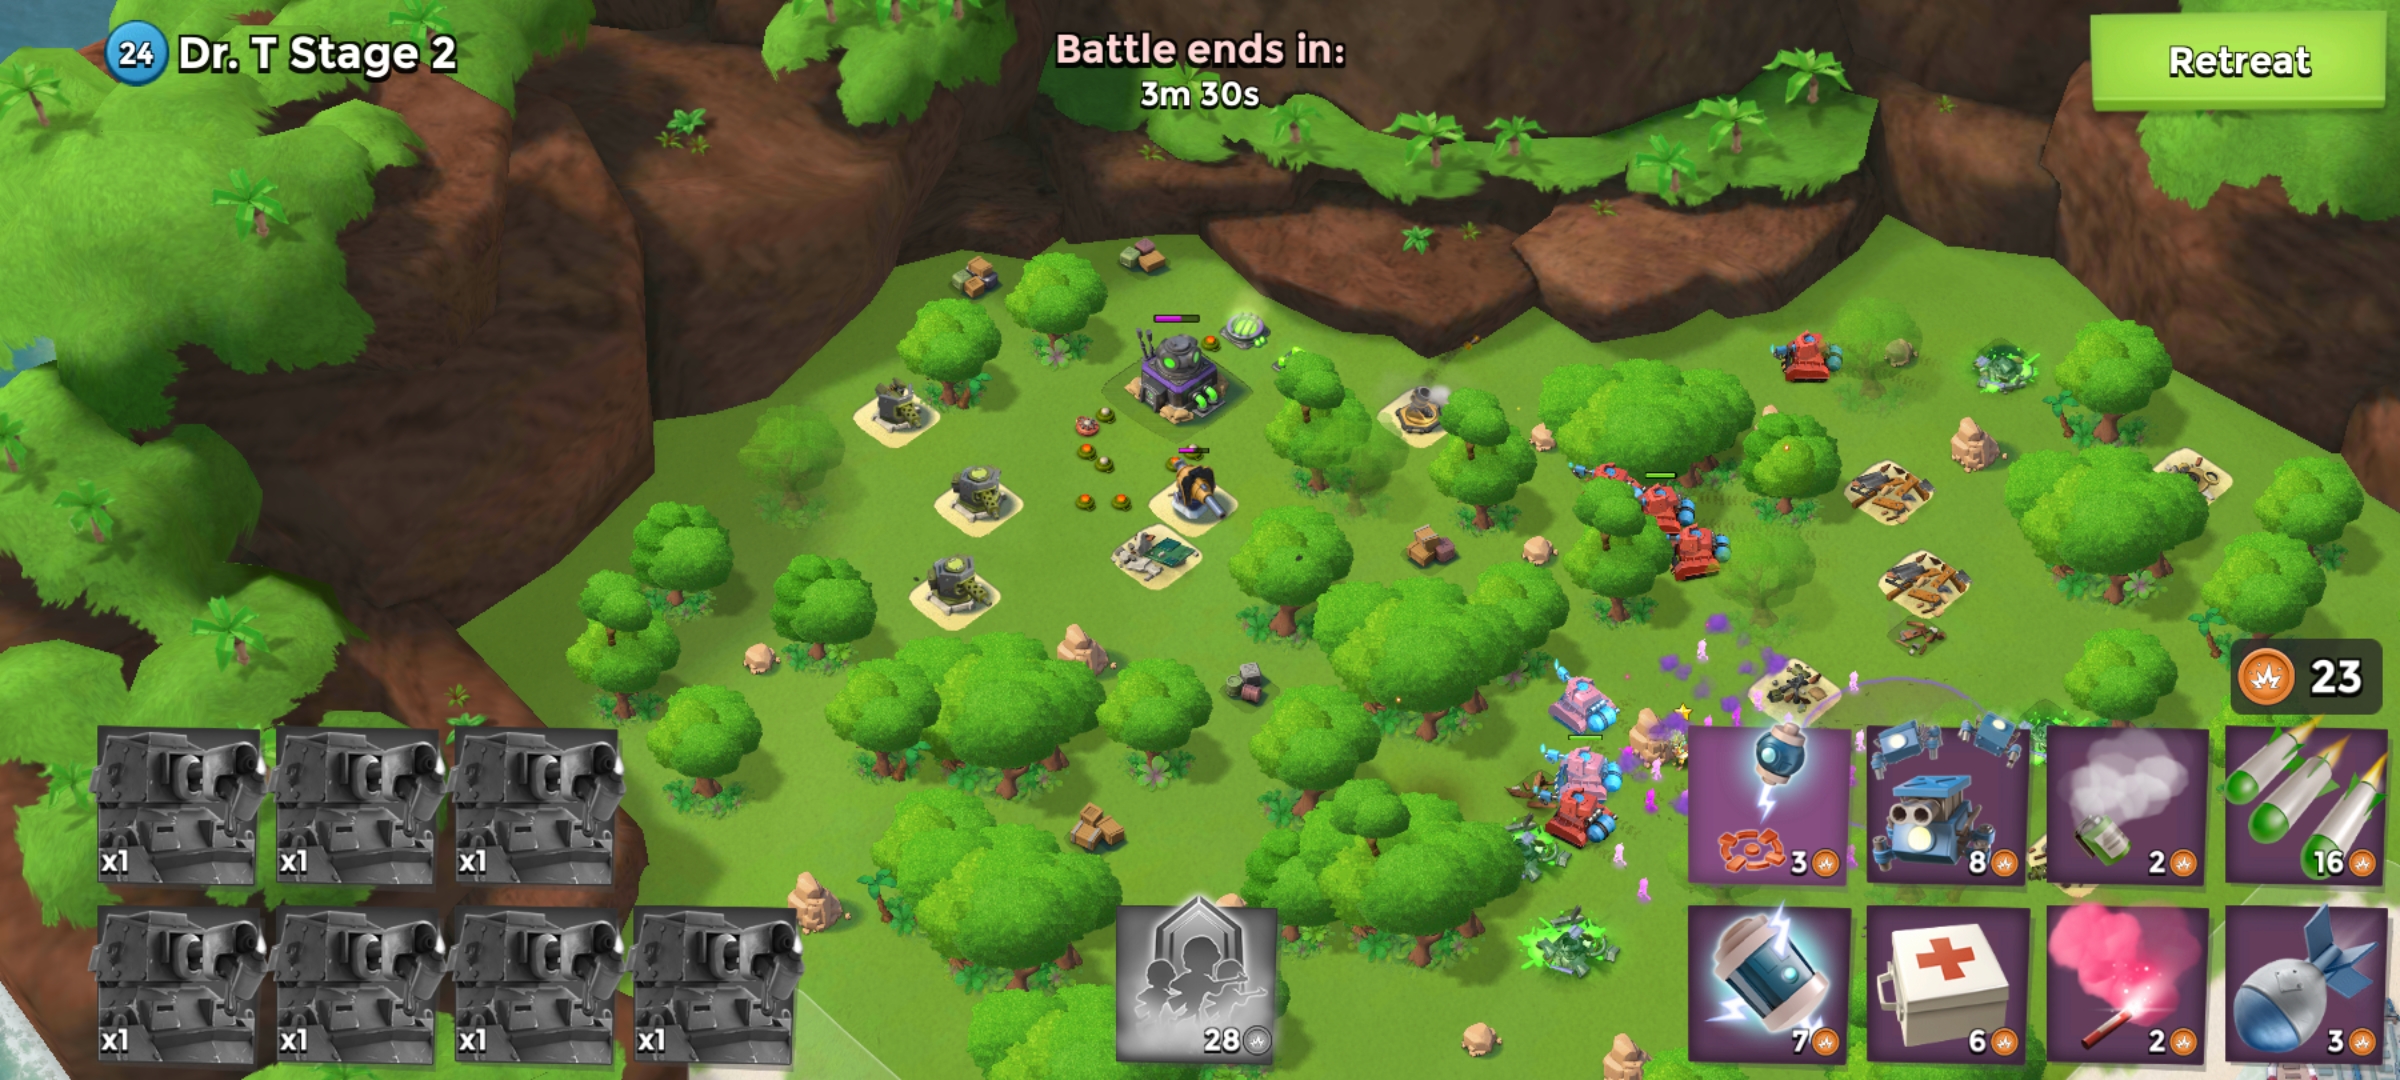 24 Dr. T Stage 2
Battle ends in:
3m 30s
Retreat
23
x1 x1 x1
3 8 2 16
x1 x1 x1 x1
28
7 6 2 3